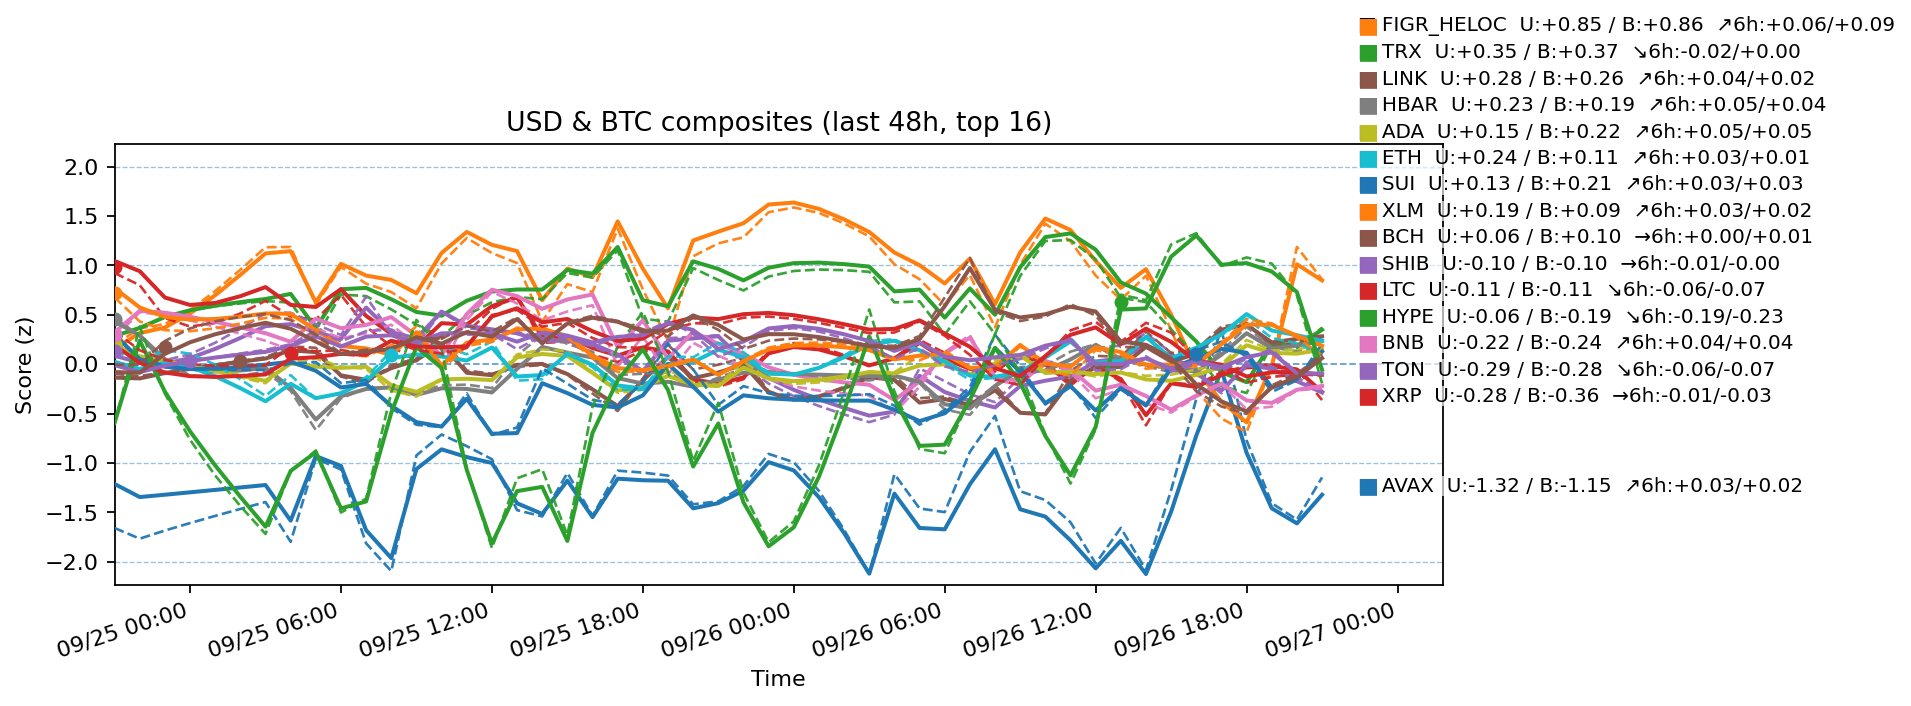 FIGR_HELOC U:+0.85 / B:+0.86 ↗6h:+0.06/+0.09
TRX U:+0.35 / B:+0.37 ↘6h:-0.02/+0.00
LINK U:+0.28 / B:+0.26 ↗6h:+0.04/+0.02
HBAR U:+0.23 / B:+0.19 ↗6h:+0.05/+0.04
USD & BTC composites (last 48h, top 16)
ADA U:+0.15 / B:+0.22 ↗6h:+0.05/+0.05
ETH U:+0.24 / B:+0.11 ↗6h:+0.03/+0.01
SUI U:+0.13 / B:+0.21 ↗6h:+0.03/+0.03
XLM U:+0.19 / B:+0.09 ↗6h:+0.03/+0.02
BCH U:+0.06 / B:+0.10 →6h:+0.00/+0.01
SHIB U:-0.10 / B:-0.10 →6h:-0.01/-0.00
LTC U:-0.11 / B:-0.11 ↘6h:-0.06/-0.07
HYPE U:-0.06 / B:-0.19 ↘6h:-0.19/-0.23
BNB U:-0.22 / B:-0.24 ↗6h:+0.04/+0.04
TON U:-0.29 / B:-0.28 ↘6h:-0.06/-0.07
XRP U:-0.28 / B:-0.36 →6h:-0.01/-0.03
AVAX U:-1.32 / B:-1.15 ↗6h:+0.03/+0.02
Score (z)
2.0
1.5
1.0
0.5
0.0
−0.5
−1.0
−1.5
−2.0
09/25 00:00
09/25 06:00
09/25 12:00
09/25 18:00
09/26 00:00
09/26 06:00
09/26 12:00
09/26 18:00
09/27 00:00
Time